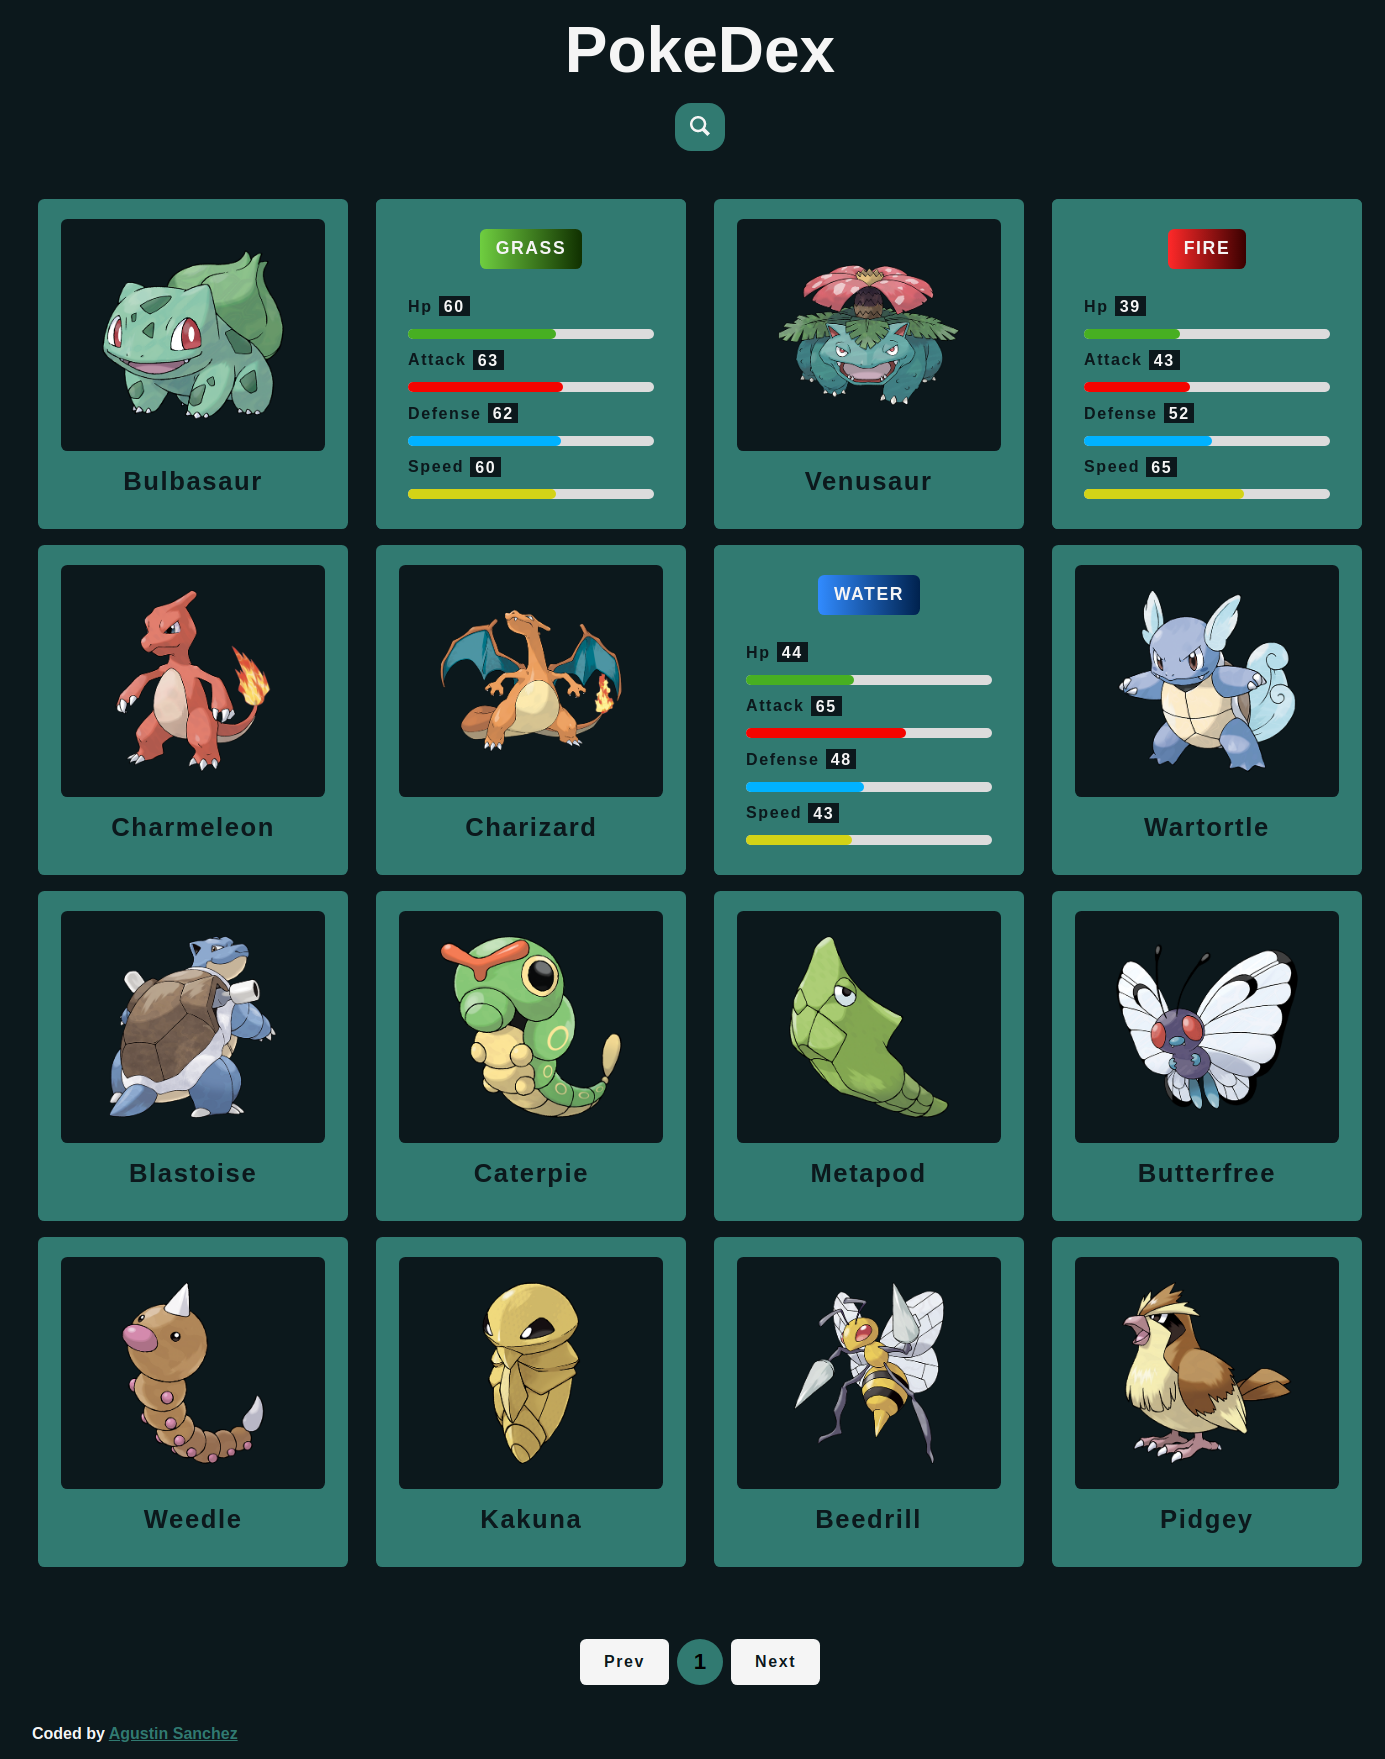 PokeDex
Bulbasaur
GRASS
Hp 60
Attack 63
Defense 62
Speed 60
Venusaur
FIRE
Hp 39
Attack 43
Defense 52
Speed 65
Charmeleon
Charizard
WATER
Hp 44
Attack 65
Defense 48
Speed 43
Wartortle
Blastoise
Caterpie
Metapod
Butterfree
Weedle
Kakuna
Beedrill
Pidgey
Prev 1 Next
Coded by Agustin Sanchez